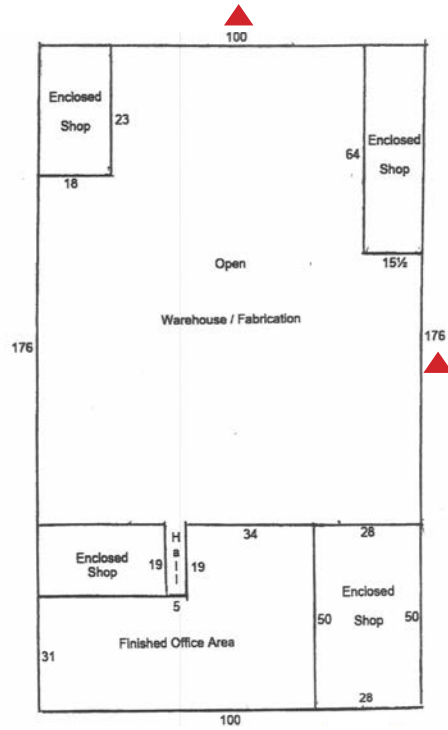 100
Enclosed
Shop
23
18
64
Enclosed
Shop
15½
Open
Warehouse / Fabrication
176
176
Enclosed
Shop
19
Hall
19
5
34
28
Enclosed
Shop
50
50
31
Finished Office Area
28
100